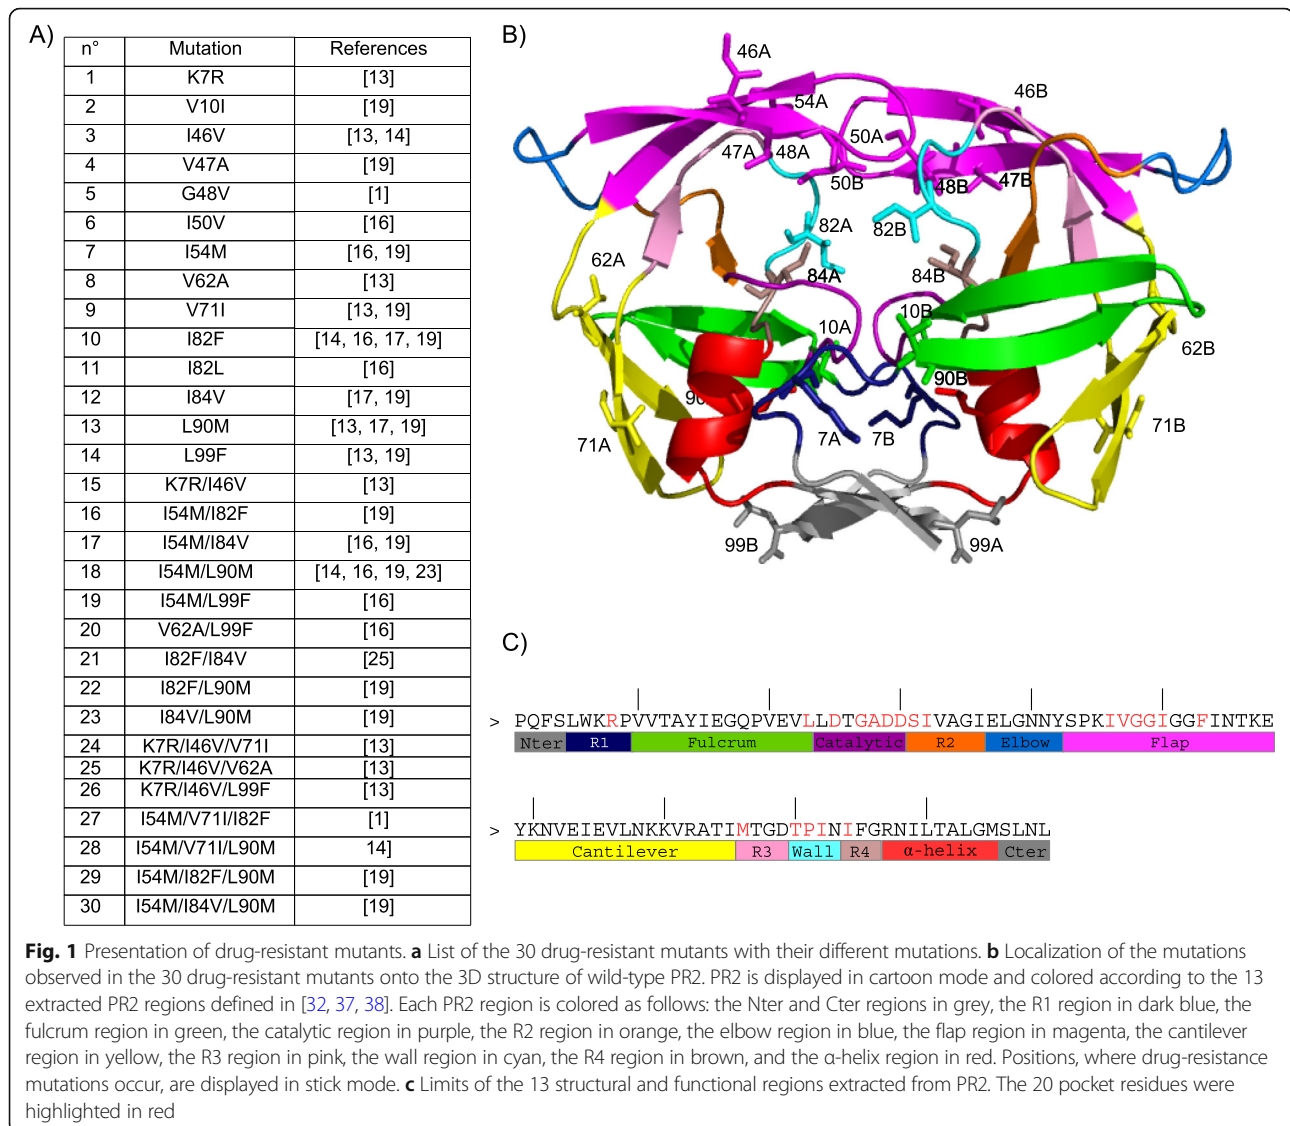 A)
n° Mutation References
1 K7R [13]
2 V10I [19]
3 I46V [13, 14]
4 V47A [19]
5 G48V [1]
6 I50V [16]
7 I54M [16, 19]
8 V62A [13]
9 V71I [13, 19]
10 I82F [14, 16, 17, 19]
11 I82L [16]
12 I84V [17, 19]
13 L90M [13, 17, 19]
14 L99F [13, 19]
15 K7R/I46V [13]
16 I54M/I82F [19]
17 I54M/I84V [16, 19]
18 I54M/L90M [14, 16, 19, 23]
19 I54M/L99F [16]
20 V62A/L99F [16]
21 I82F/I84V [25]
22 I82F/L90M [19]
23 I84V/L90M [19]
24 K7R/I46V/V71I [13]
25 K7R/I46V/V62A [13]
26 K7R/I46V/L99F [13]
27 I54M/V71I/I82F [1]
28 I54M/V71I/L90M 14]
29 I54M/I82F/L90M [19]
30 I54M/I84V/L90M [19]
B)
46A
54A
46B
50A
47A
48A
50B
48B
47B
82A
82B
62A
84A
84B
10A
10B
62B
90
90B
71A
7A
7B
71B
99B
99A
C)
> PQFSLWKRPVVTAYIEGQPVEVLLDTGADDSIVAGIELGNNYSPKIVGGIGGFINTKE
Nter R1 Fulcrum Catalytic R2 Elbow Flap
> YKNVEIEVLNKKVRATIMTGDTPINIFGRNILTALGMSLNL
Cantilever R3 Wall R4 α-helix Cter
Fig. 1 Presentation of drug-resistant mutants. a List of the 30 drug-resistant mutants with their different mutations. b Localization of the mutations
observed in the 30 drug-resistant mutants onto the 3D structure of wild-type PR2. PR2 is displayed in cartoon mode and colored according to the 13
extracted PR2 regions defined in [32, 37, 38]. Each PR2 region is colored as follows: the Nter and Cter regions in grey, the R1 region in dark blue, the
fulcrum region in green, the catalytic region in purple, the R2 region in orange, the elbow region in blue, the flap region in magenta, the cantilever
region in yellow, the R3 region in pink, the wall region in cyan, the R4 region in brown, and the α-helix region in red. Positions, where drug-resistance
mutations occur, are displayed in stick mode. c Limits of the 13 structural and functional regions extracted from PR2. The 20 pocket residues were
highlighted in red